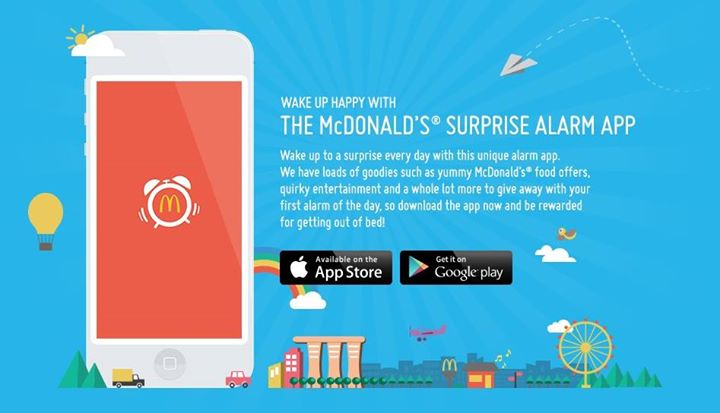 WAKE UP HAPPY WITH
THE McDONALD'S® SURPRISE ALARM APP
Wake up to a surprise every day with this unique alarm app.
We have loads of goodies such as yummy McDonald's® food offers,
quirky entertainment and a whole lot more to give away with your
first alarm of the day, so download the app now and be rewarded
for getting out of bed!
Available on the
App Store
Get it on
Google play